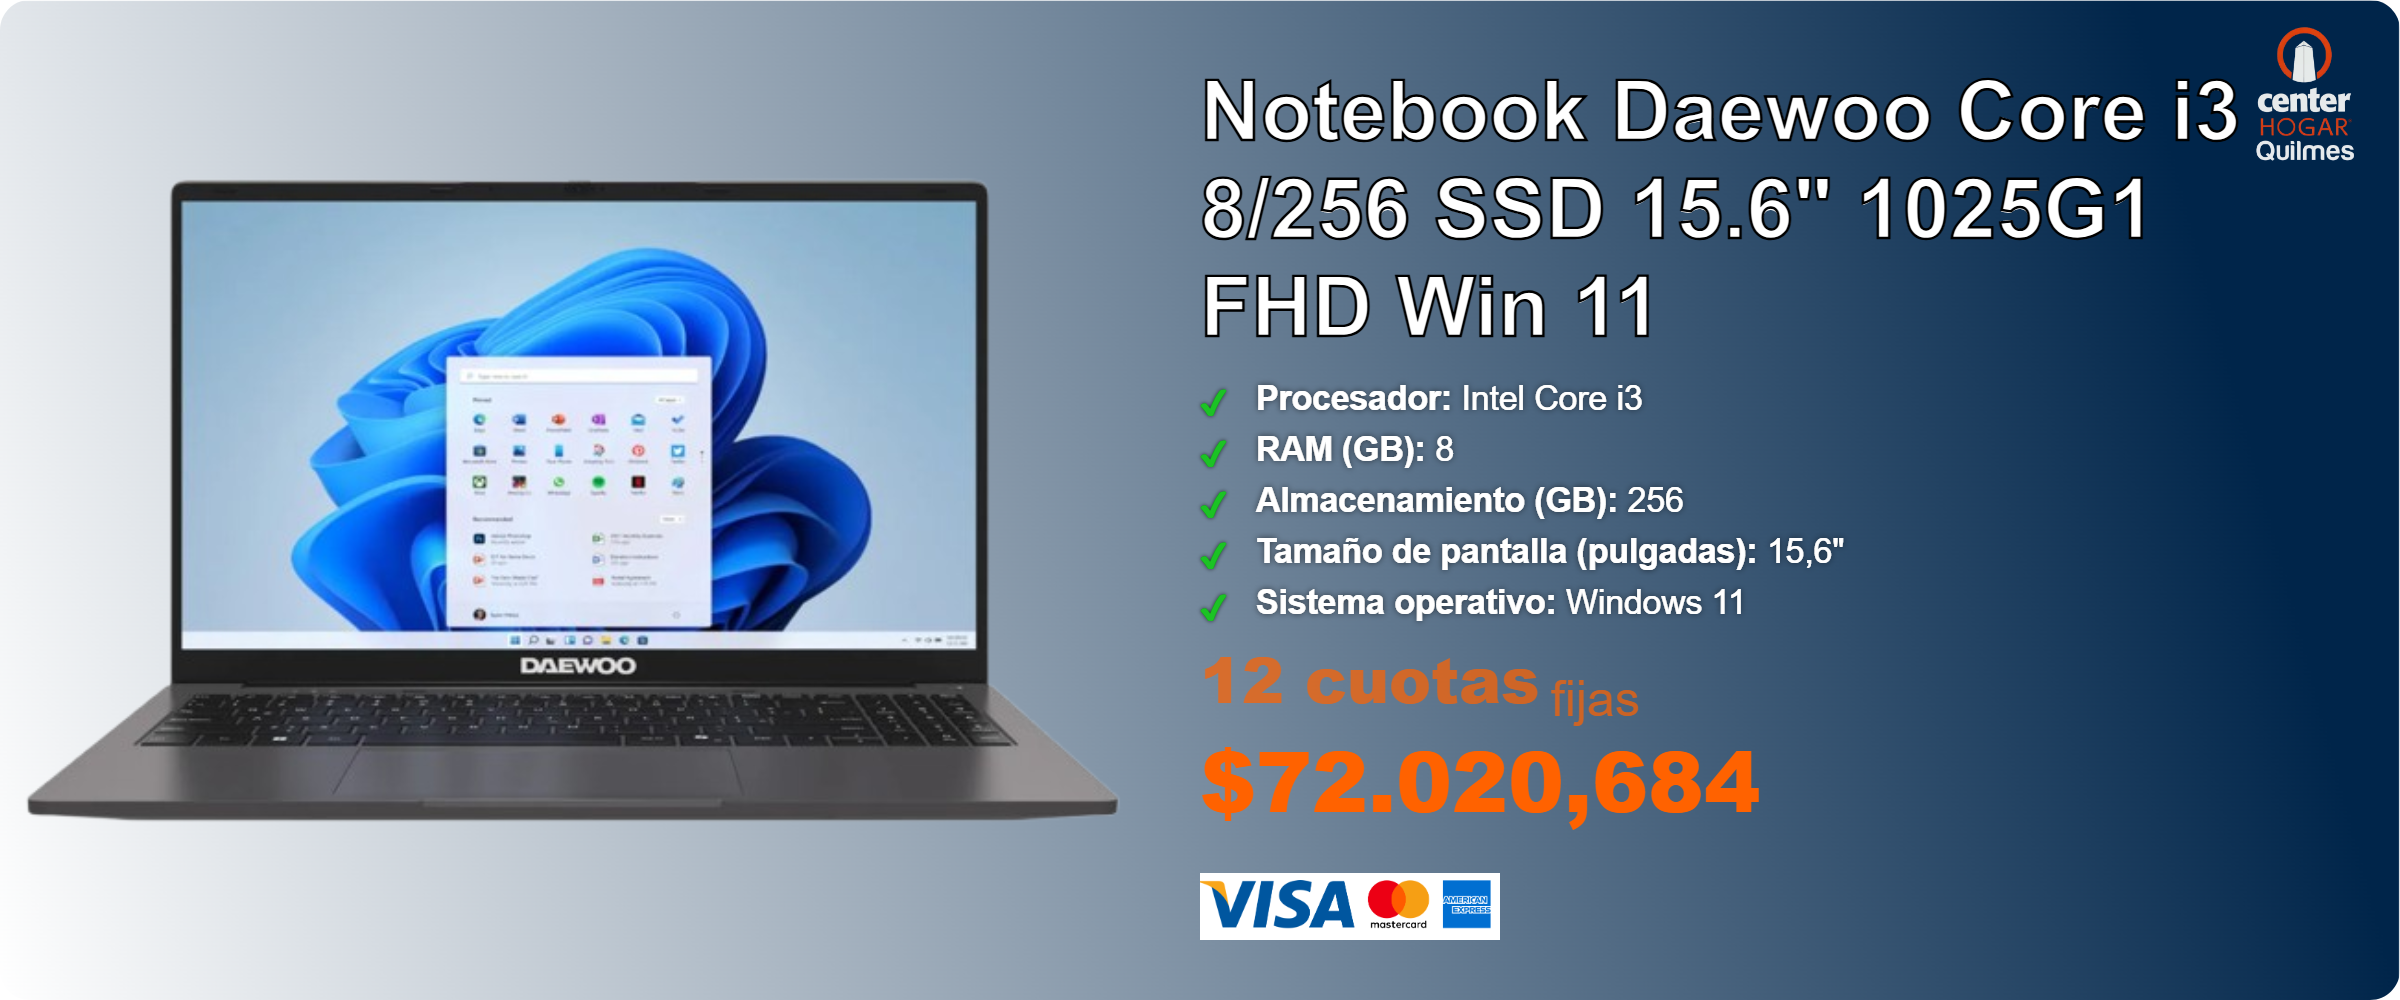 Notebook Daewoo Core i3
8/256 SSD 15.6" 1025G1
FHD Win 11
center
HOGAR
Quilmes
Procesador: Intel Core i3
RAM (GB): 8
Almacenamiento (GB): 256
Tamaño de pantalla (pulgadas): 15,6"
Sistema operativo: Windows 11
12 cuotas fijas
$72.020,684
VISA
mastercard
AMERICAN
EXPRESS
DAEWOO